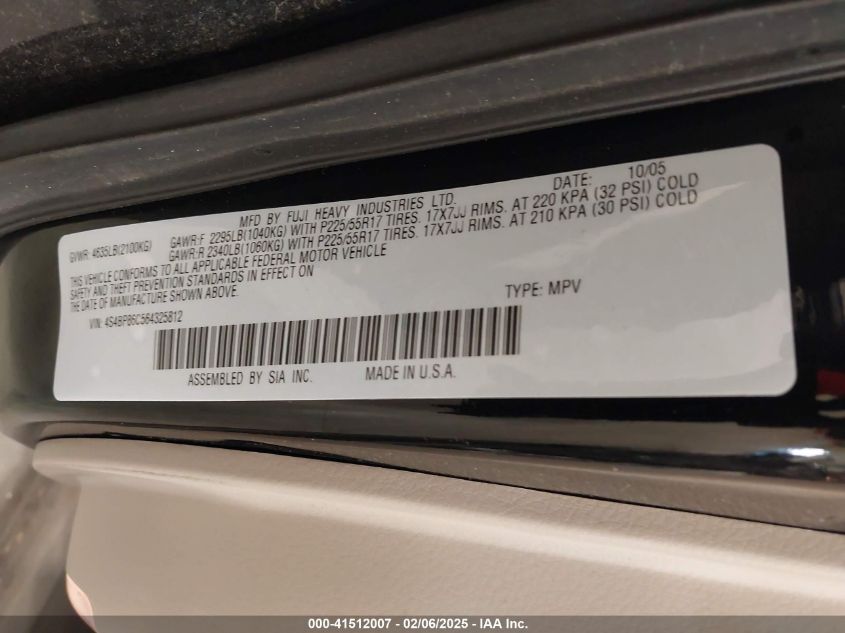 MFD BY FUJI HEAVY INDUSTRIES LTD. DATE: 10/05
GVWR: 4635LB(2100KG) GAWR:F 2295LB(1040KG) WITH P225/55R17 TIRES. 17X7JJ RIMS. AT 220 KPA (32 PSI) COLD
GAWR:R 2340LB(1060KG) WITH P225/55R17 TIRES. 17X7JJ RIMS. AT 210 KPA (30 PSI) COLD
THIS VEHICLE CONFORMS TO ALL APPLICABLE FEDERAL MOTOR VEHICLE
SAFETY AND THEFT PREVENTION STANDARDS IN EFFECT ON
THE DATE OF MANUFACTURE SHOWN ABOVE.
VIN: 4S4BP86C564325812 TYPE: MPV
ASSEMBLED BY SIA INC. MADE IN U.S.A.
000-41512007 - 02/06/2025 - IAA Inc.